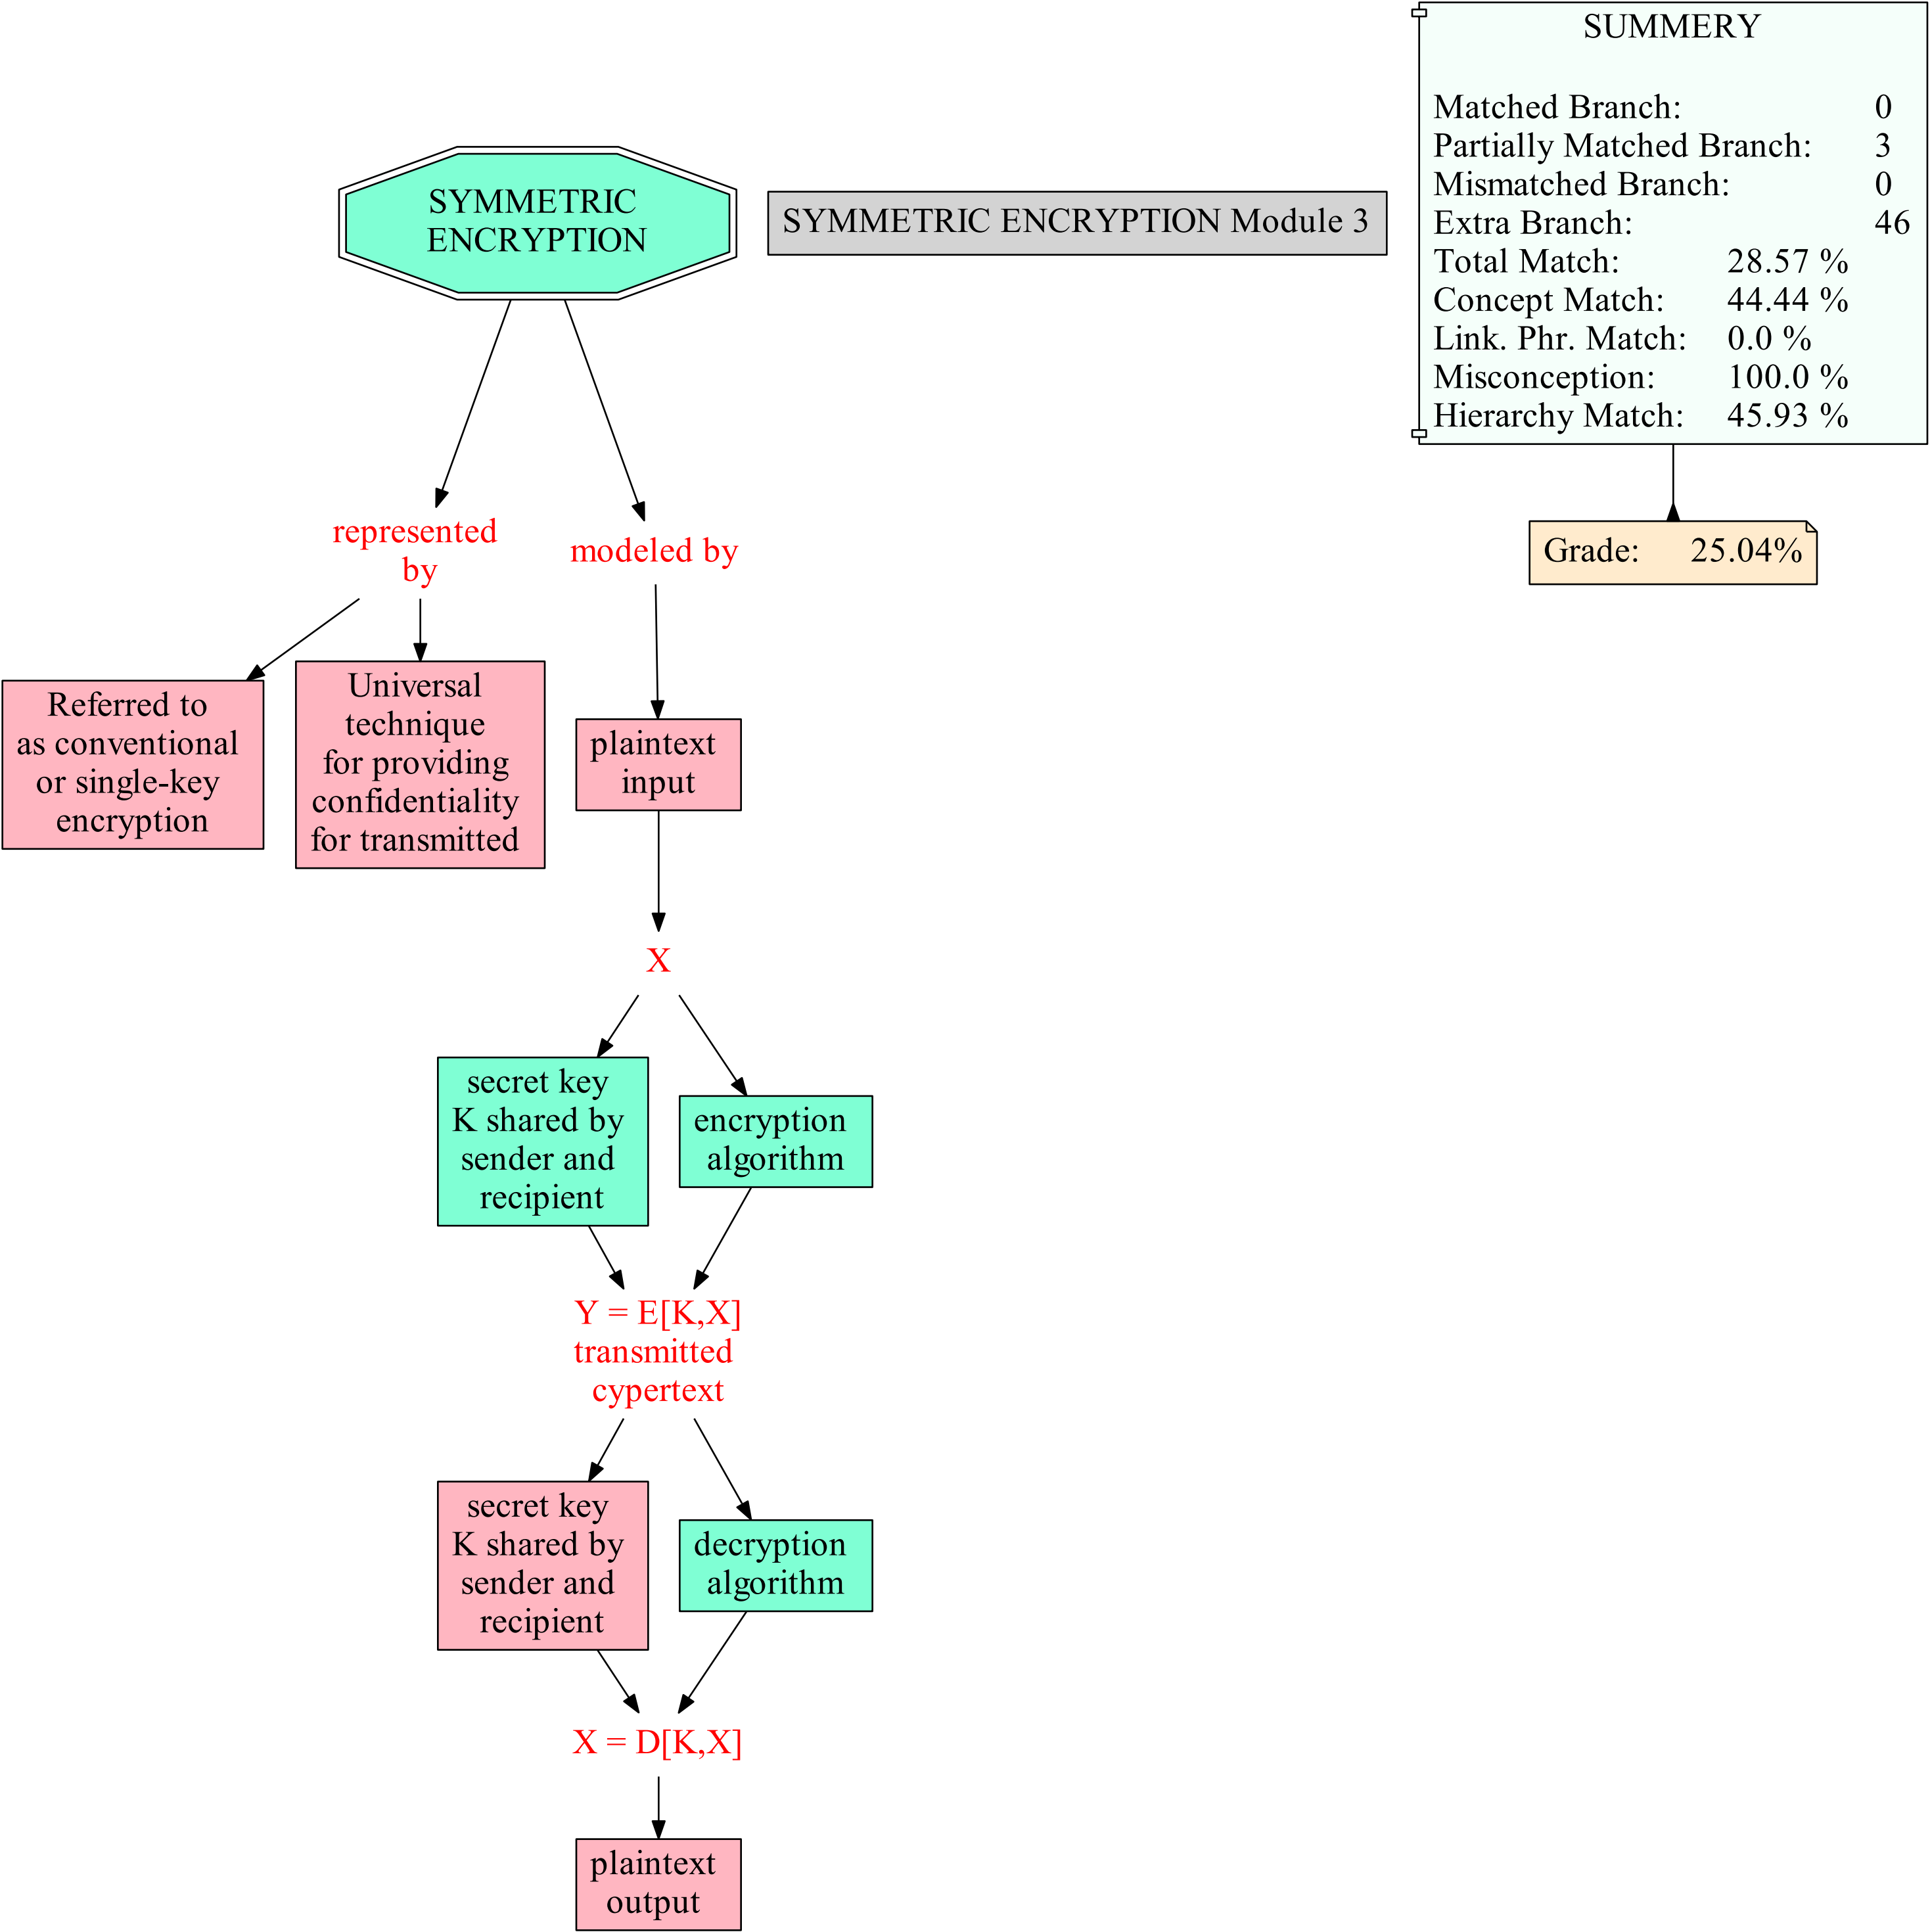 SUMMERY
Matched Branch: 0
Partially Matched Branch: 3
Mismatched Branch: 0
Extra Branch: 46
Total Match: 28.57 %
Concept Match: 44.44 %
Link. Phr. Match: 0.0 %
Misconception: 100.0 %
Hierarchy Match: 45.93 %
Grade: 25.04%
SYMMETRIC ENCRYPTION Module 3
SYMMETRIC
ENCRYPTION
represented
by
modeled by
Referred to
as conventional
or single-key
encryption
Universal
technique
for providing
confidentiality
for transmitted
plaintext
input
X
secret key
K shared by
sender and
recipient
encryption
algorithm
Y = E[K,X]
transmitted
cypertext
secret key
K shared by
sender and
recipient
decryption
algorithm
X = D[K,X]
plaintext
output